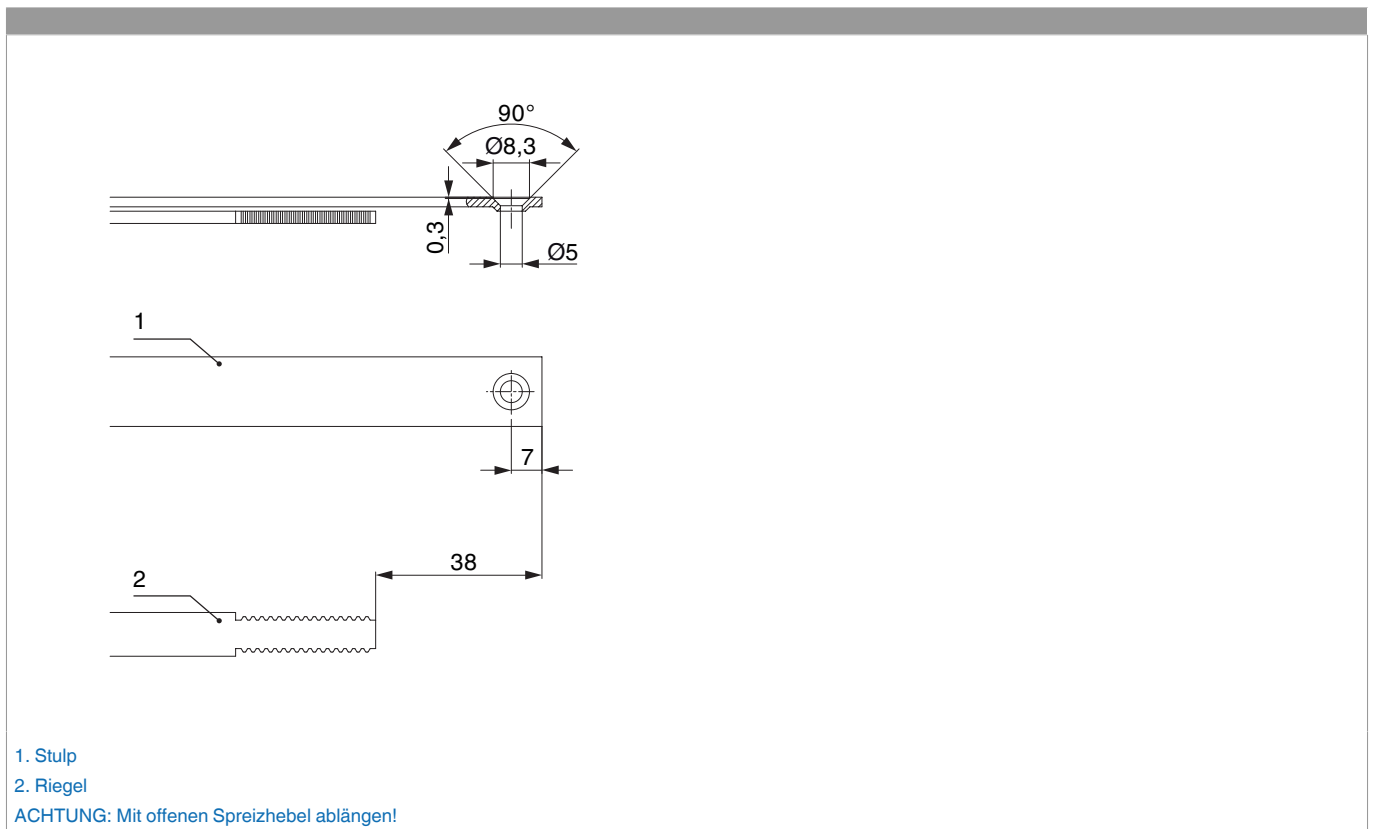 90°
Ø8,3
0,3
Ø5
1
7
38
2
1. Stulp
2. Riegel
ACHTUNG: Mit offenen Spreizhebel ablängen!